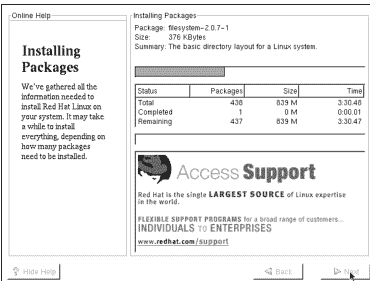 Online Help
Installing
Packages
We've gathered all the
information needed to
install Red Hat Linux on
your system. It may take
a while to install
everything, depending on
how many packages
need to be installed.
Installing Packages
Package: filesystem-2.0.7-1
Size: 376 KBytes
Summary: The basic directory layout for a Linux system.
Status Packages Size Time
Total 438 839 M 3:30.48
Completed 1 0 M 0:00.01
Remaining 437 839 M 3:30.47
Access Support
Red Hat is the single LARGEST SOURCE of Linux expertise
in the world.
FLEXIBLE SUPPORT PROGRAMS for a broad range of customers...
INDIVIDUALS TO ENTERPRISES
www.redhat.com/support
Hide Help Back Next